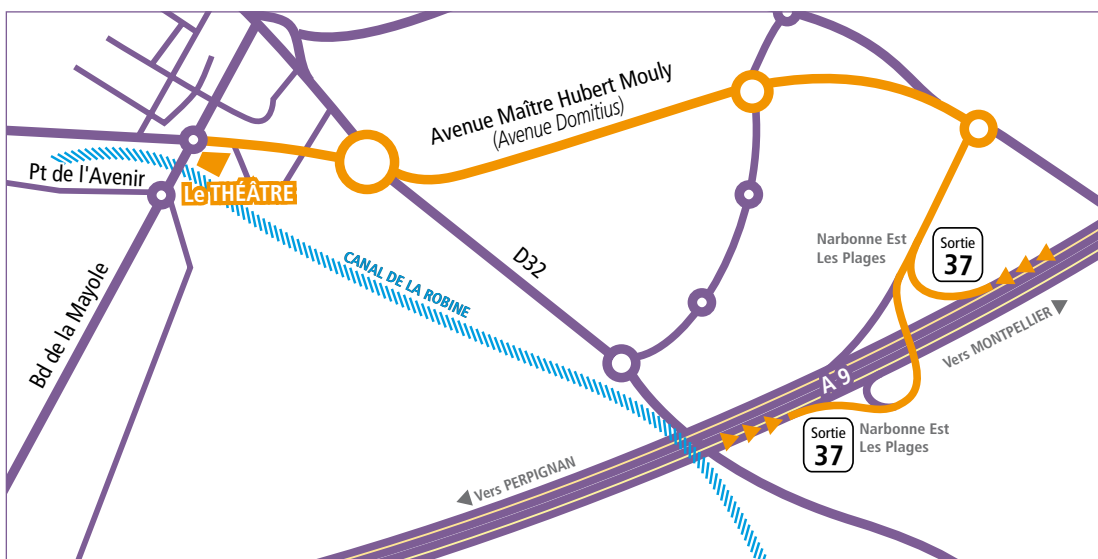 Avenue Maître Hubert Mouly
(Avenue Domitius)
Pt de l'Avenir
Le THÉÂTRE
CANAL DE LA ROBINE
D32
Bd de la Mayole
Narbonne Est
Les Plages
Sortie
37
Vers MONTPELLIER
A 9
Sortie
37
Narbonne Est
Les Plages
Vers PERPIGNAN